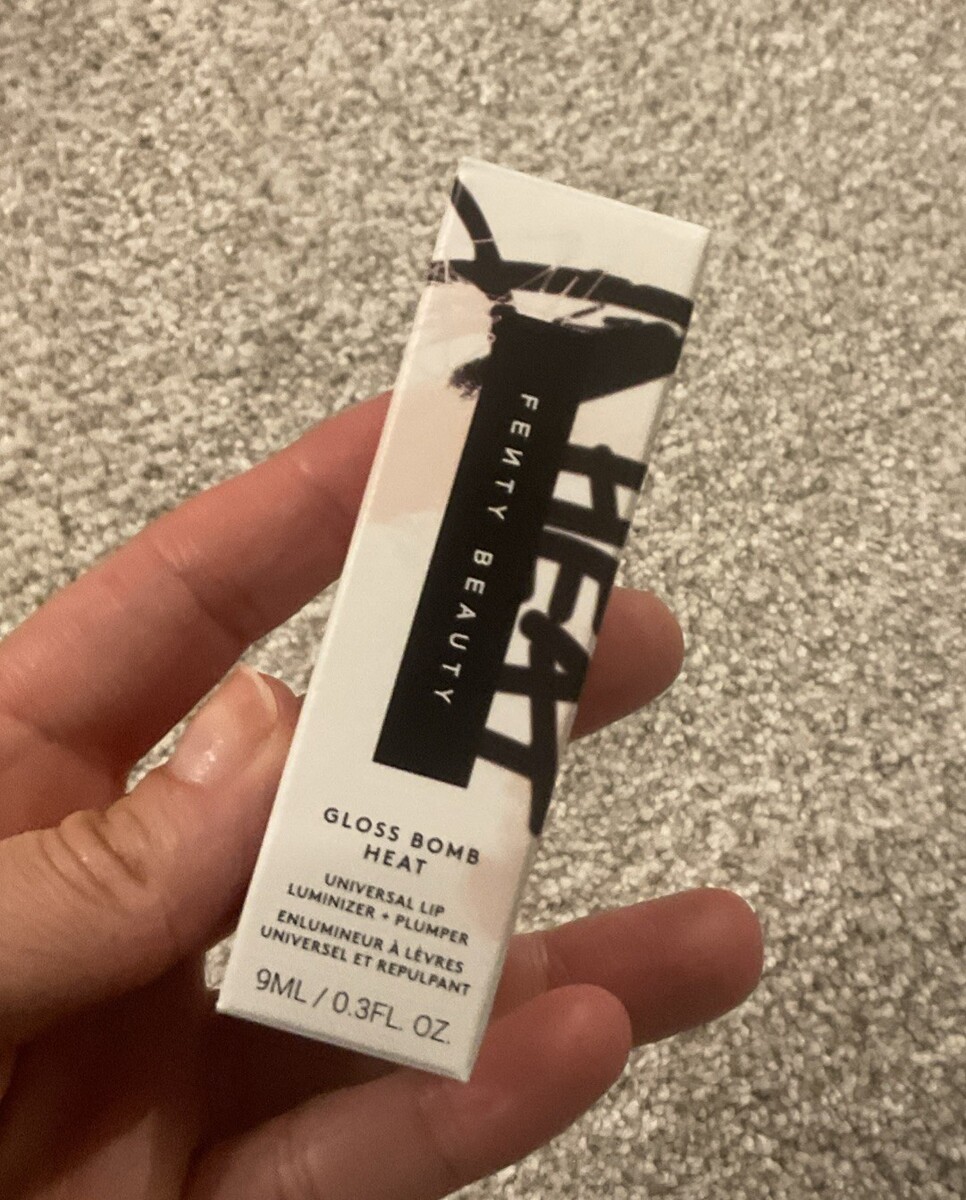 FENTY BEAUTY
HEAT
GLOSS BOMB
HEAT
UNIVERSAL LIP
LUMINIZER + PLUMPER
ENLUMINEUR À LÈVRES
UNIVERSEL ET REPULPANT
9ML / 0.3FL. OZ.